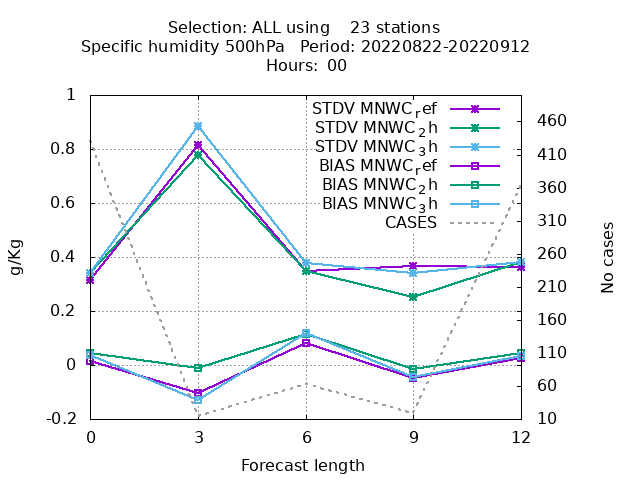 Selection: ALL using    23 stations
Specific humidity 500hPa   Period: 20220822-20220912
Hours: 00
STDV MNWC_ref
STDV MNWC_2h
STDV MNWC_3h
BIAS MNWC_ref
BIAS MNWC_2h
BIAS MNWC_3h
CASES
1
0.8
0.6
0.4
0.2
0
-0.2
g/Kg
460
410
360
310
260
210
160
110
60
10
No cases
0 3 6 9 12
Forecast length